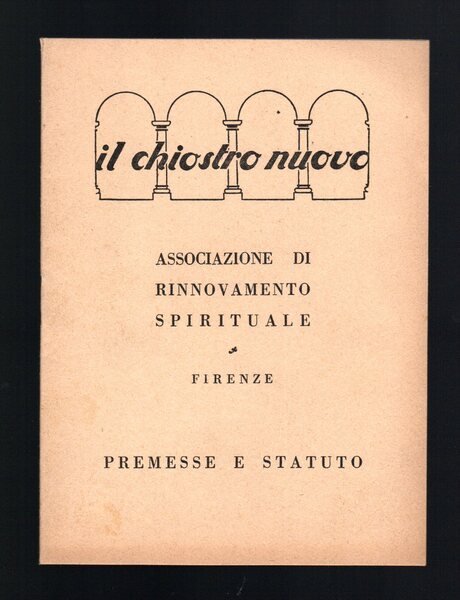 il chiostro nuovo
ASSOCIAZIONE DI
RINNOVAMENTO
SPIRITUALE
FIRENZE
PREMESSE E STATUTO